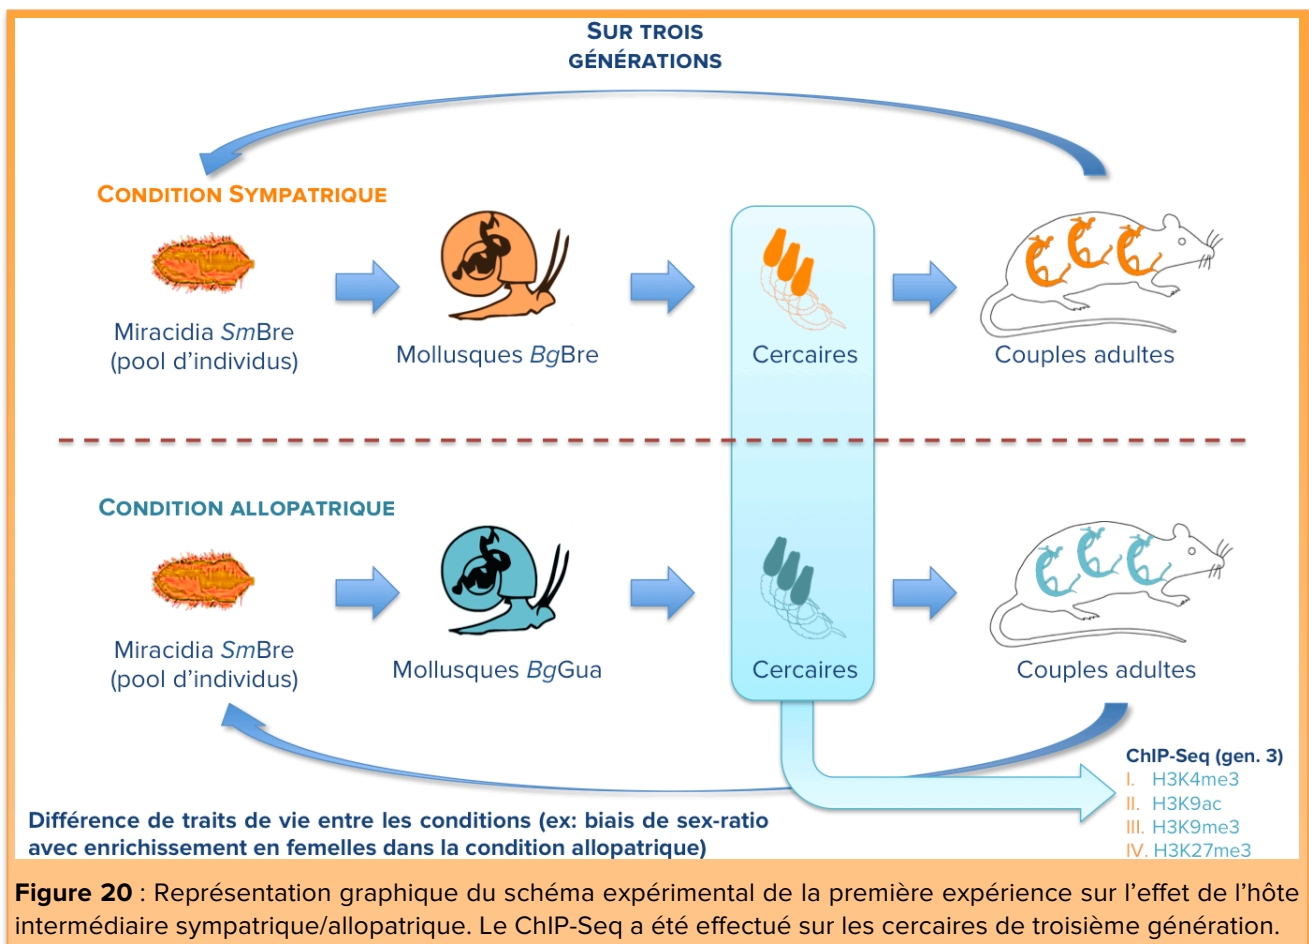 SUR TROIS
GÉNÉRATIONS
CONDITION SYMPATRIQUE
Miracidia SmBre
(pool d'individus)
Mollusques BgBre
Cercaires
Couples adultes
CONDITION ALLOPATRIQUE
Miracidia SmBre
(pool d'individus)
Mollusques BgGua
Cercaires
Couples adultes
ChIP-Seq (gen. 3)
I. H3K4me3
II. H3K9ac
III. H3K9me3
IV. H3K27me3
Différence de traits de vie entre les conditions (ex: biais de sex-ratio
avec enrichissement en femelles dans la condition allopatrique)
Figure 20 : Représentation graphique du schéma expérimental de la première expérience sur l'effet de l'hôte
intermédiaire sympatrique/allopatrique. Le ChIP-Seq a été effectué sur les cercaires de troisième génération.